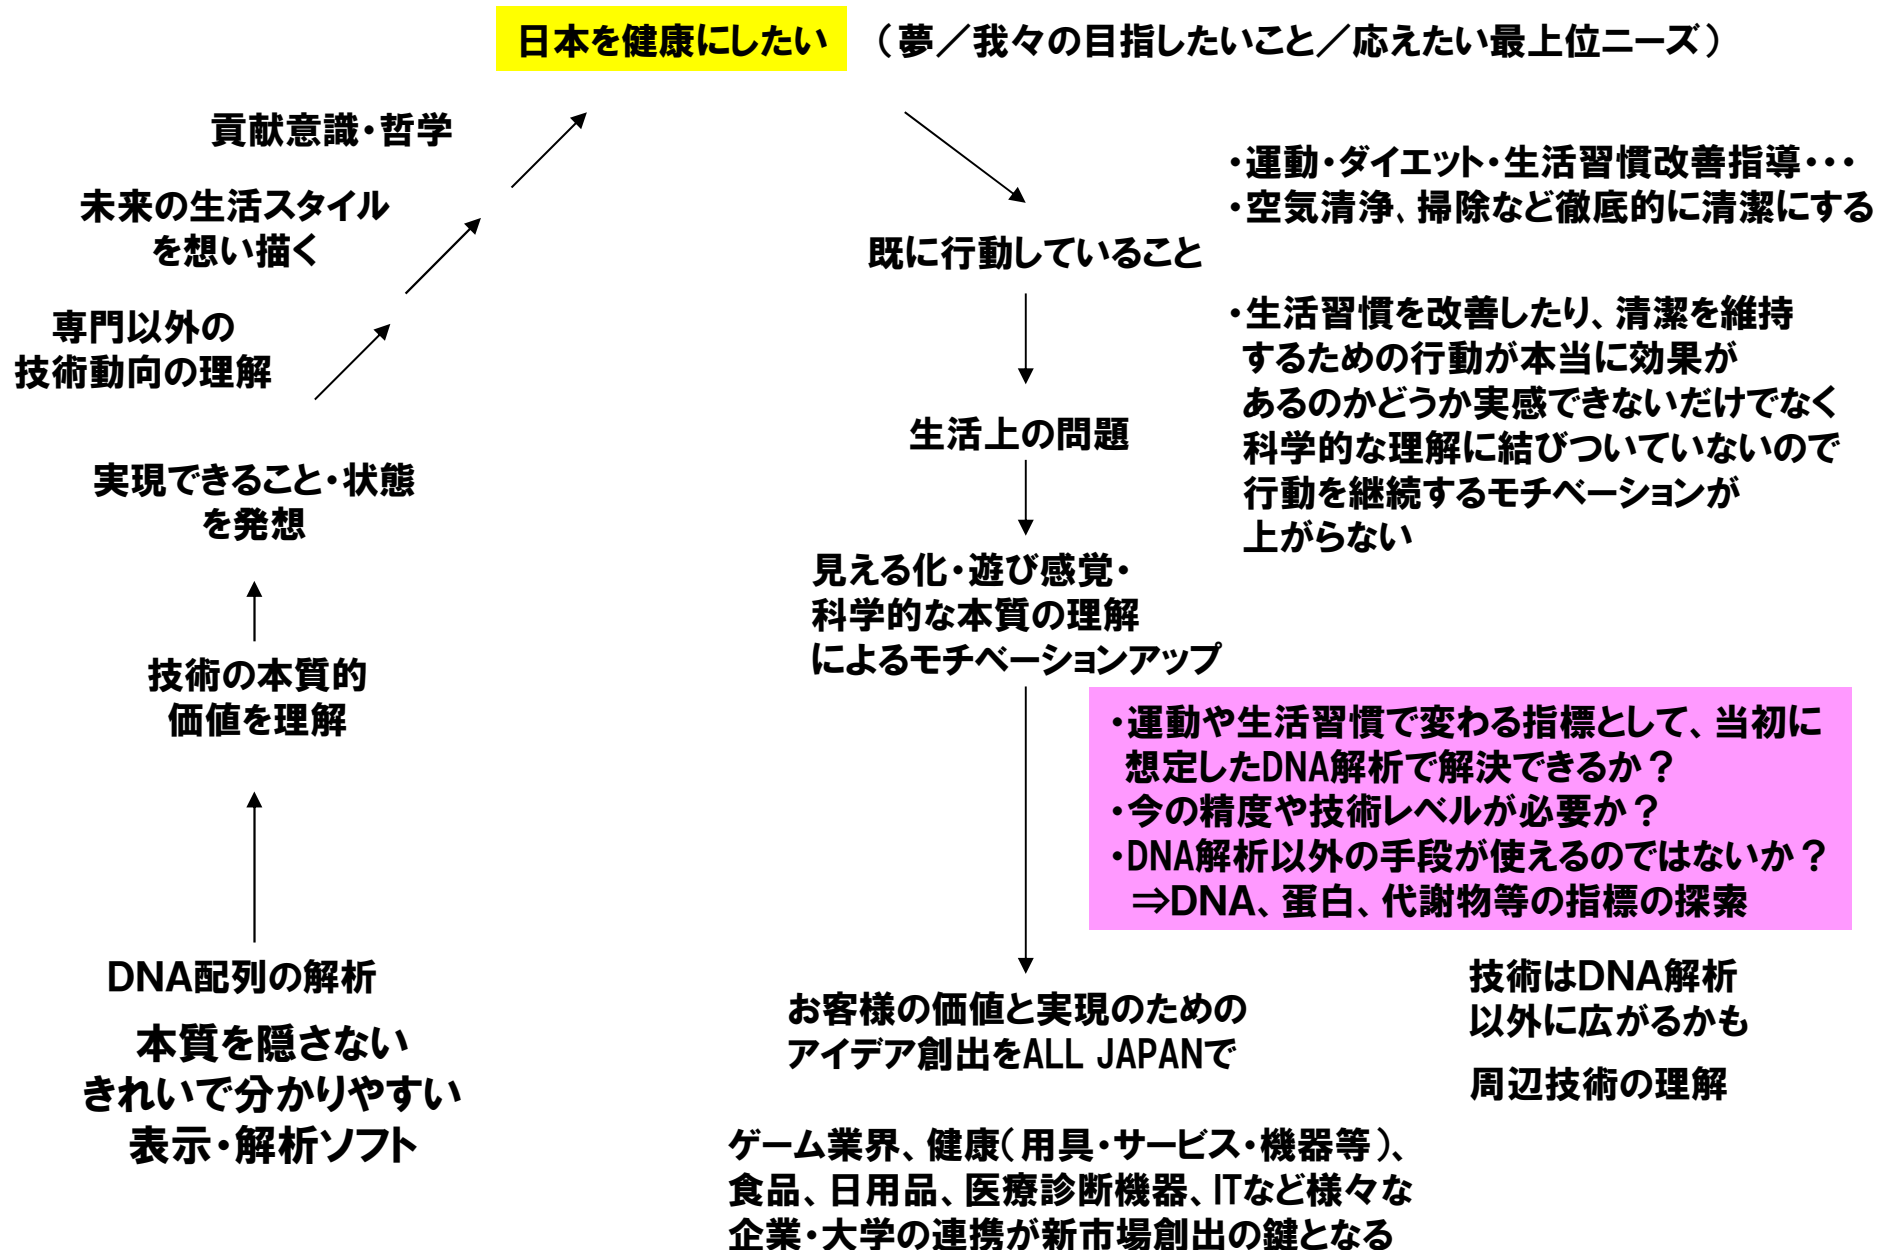 日本を健康にしたい （夢／我々の目指したいこと／応えたい最上位ニーズ）
貢献意識・哲学
未来の生活スタイル
を想い描く
専門以外の
技術動向の理解
実現できること・状態
を発想
技術の本質的
価値を理解
DNA配列の解析
本質を隠さない
きれいで分かりやすい
表示・解析ソフト
・運動・ダイエット・生活習慣改善指導・・・
・空気清浄、掃除など徹底的に清潔にする
既に行動していること
・生活習慣を改善したり、清潔を維持
するための行動が本当に効果が
あるのかどうか実感できないだけでなく
科学的な理解に結びついていないので
行動を継続するモチベーションが
上がらない
生活上の問題
見える化・遊び感覚・
科学的な本質の理解
によるモチベーションアップ
・運動や生活習慣で変わる指標として、当初に
想定したDNA解析で解決できるか？
・今の精度や技術レベルが必要か？
・DNA解析以外の手段が使えるのではないか？
⇒DNA、蛋白、代謝物等の指標の探索
お客様の価値と実現のための
アイデア創出をALL JAPANで
技術はDNA解析
以外に広がるかも
周辺技術の理解
ゲーム業界、健康（用具・サービス・機器等）、
食品、日用品、医療診断機器、ITなど様々な
企業・大学の連携が新市場創出の鍵となる